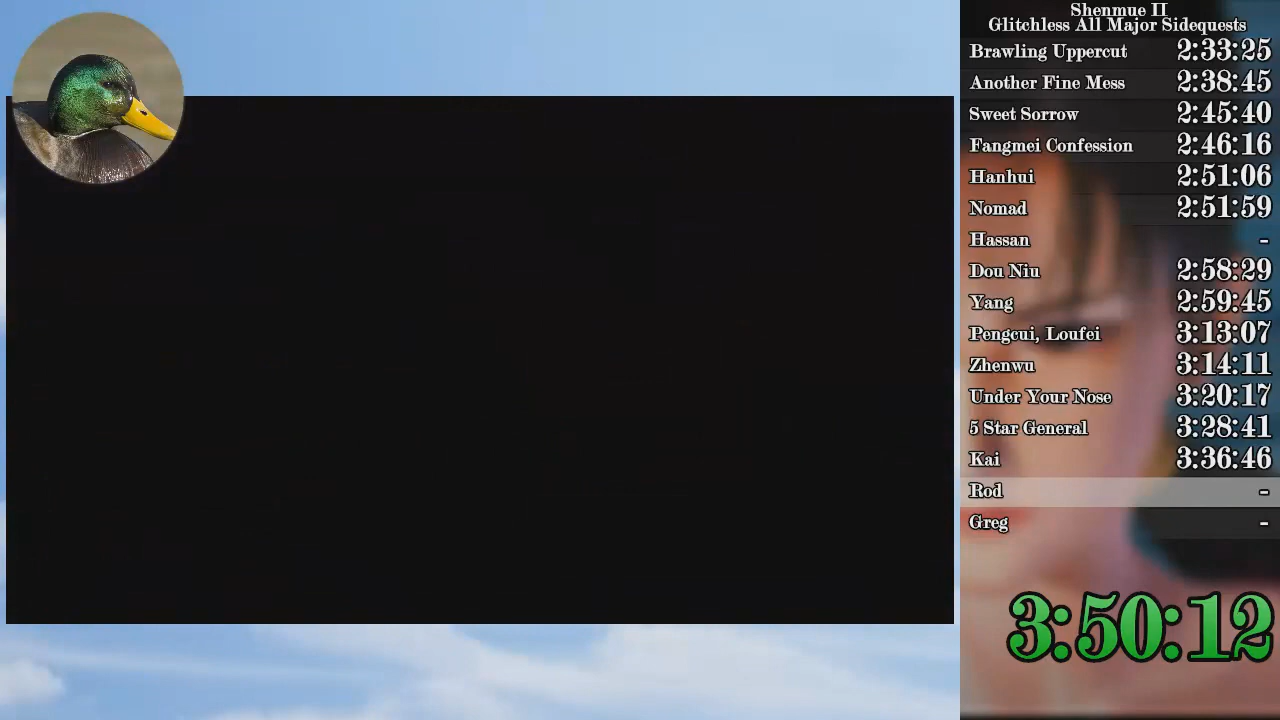 Shenmue II
Glitchless All Major Sidequests
Brawling Uppercut 2:33:25
Another Fine Mess 2:38:45
Sweet Sorrow 2:45:40
Fangmei Confession 2:46:16
Hanhui 2:51:06
Nomad 2:51:59
Hassan -
Dou Niu 2:58:29
Yang 2:59:45
Pengcui, Loufei 3:13:07
Zhenwu 3:14:11
Under Your Nose 3:20:17
5 Star General 3:28:41
Kai 3:36:46
Rod -
Greg -
3:50:12